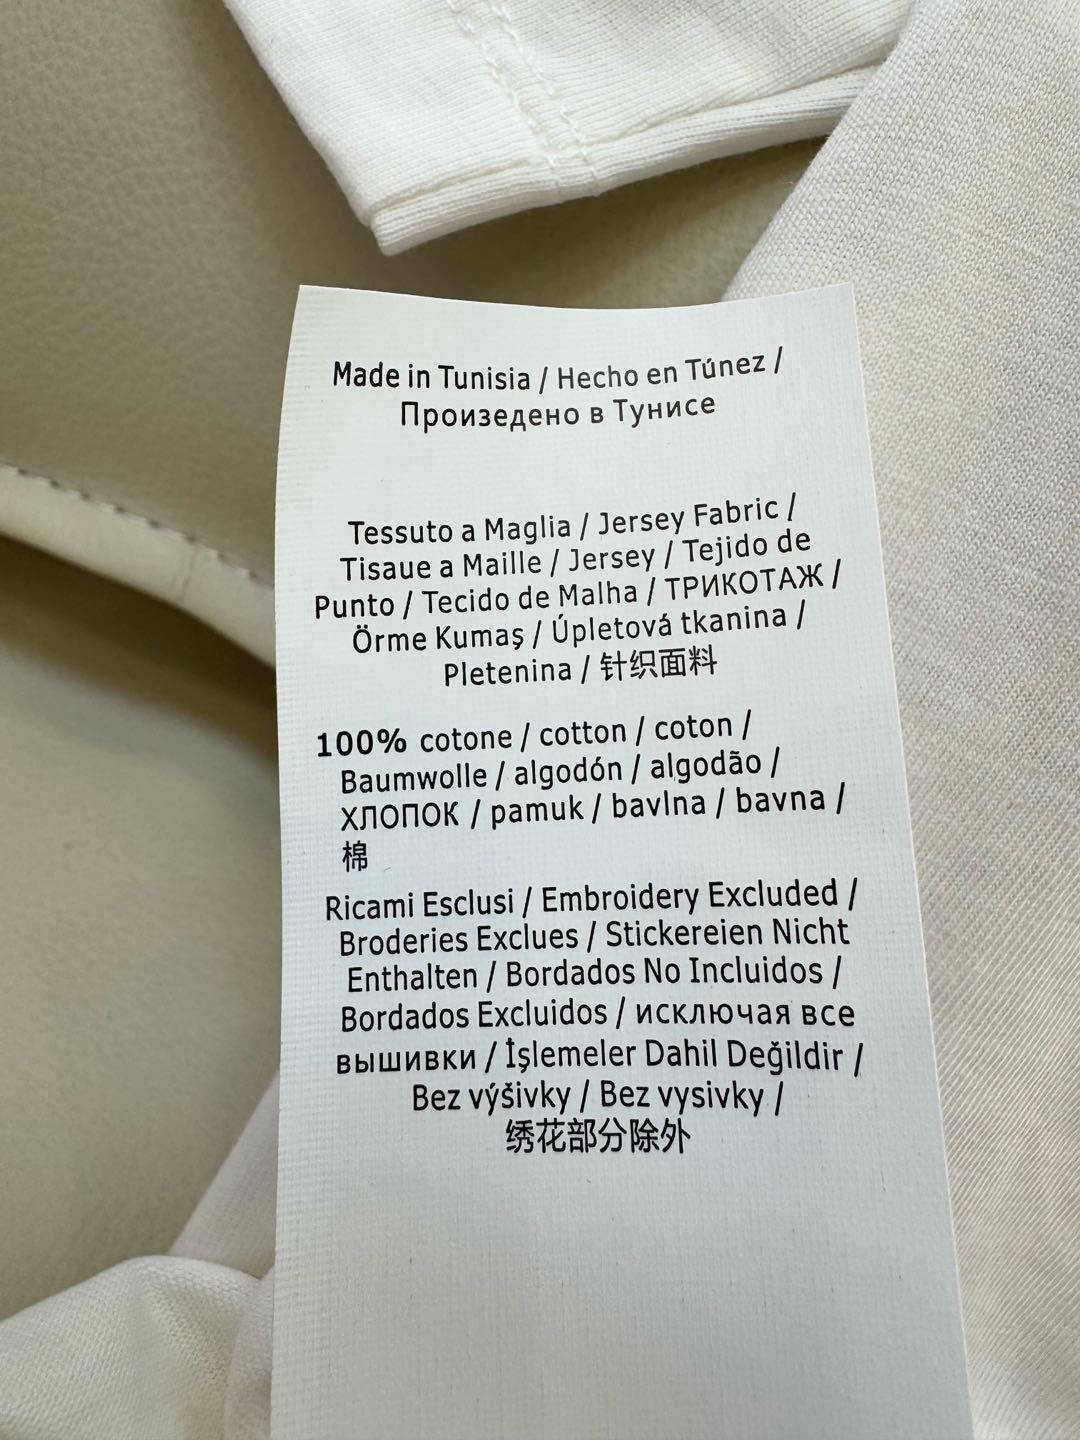 Made in Tunisia / Hecho en Túnez /
Произедено в Тунисе
Tessuto a Maglia / Jersey Fabric /
Tisaue a Maille / Jersey / Tejido de
Punto / Tecido de Malha / ТРИКОТАЖ /
Örme Kumaş / Úpletová tkanina /
Pletenina / 针织面料
100% cotone / cotton / coton /
Baumwolle / algodón / algodão /
ХЛОПОК / pamuk / bavlna / bavna /
棉
Ricami Esclusi / Embroidery Excluded /
Broderies Exclues / Stickereien Nicht
Enthalten / Bordados No Incluidos /
Bordados Excluidos / исключая все
вышивки / İşlemeler Dahil Değildir /
Bez výšivky / Bez vysivky /
绣花部分除外